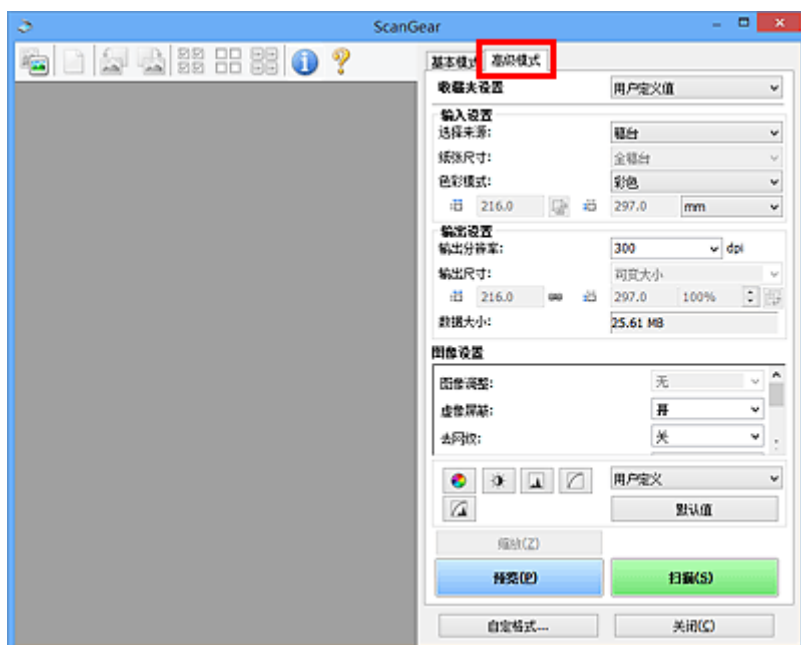 ScanGear
基本模式 高级模式
收藏夹设置 用户定义值
输入设置
选择来源: 稿台
纸张尺寸: 全稿台
色彩模式: 彩色
216.0 297.0 mm
输出设置
输出分辨率: 300 dpi
输出尺寸: 可变大小
216.0 297.0 100%
数据大小: 25.61 MB
图像设置
图像调整: 无
虚像屏蔽: 开
去网纹: 关
用户定义
默认值
缩放(Z)
预览(P) 扫描(S)
自定格式... 关闭(C)